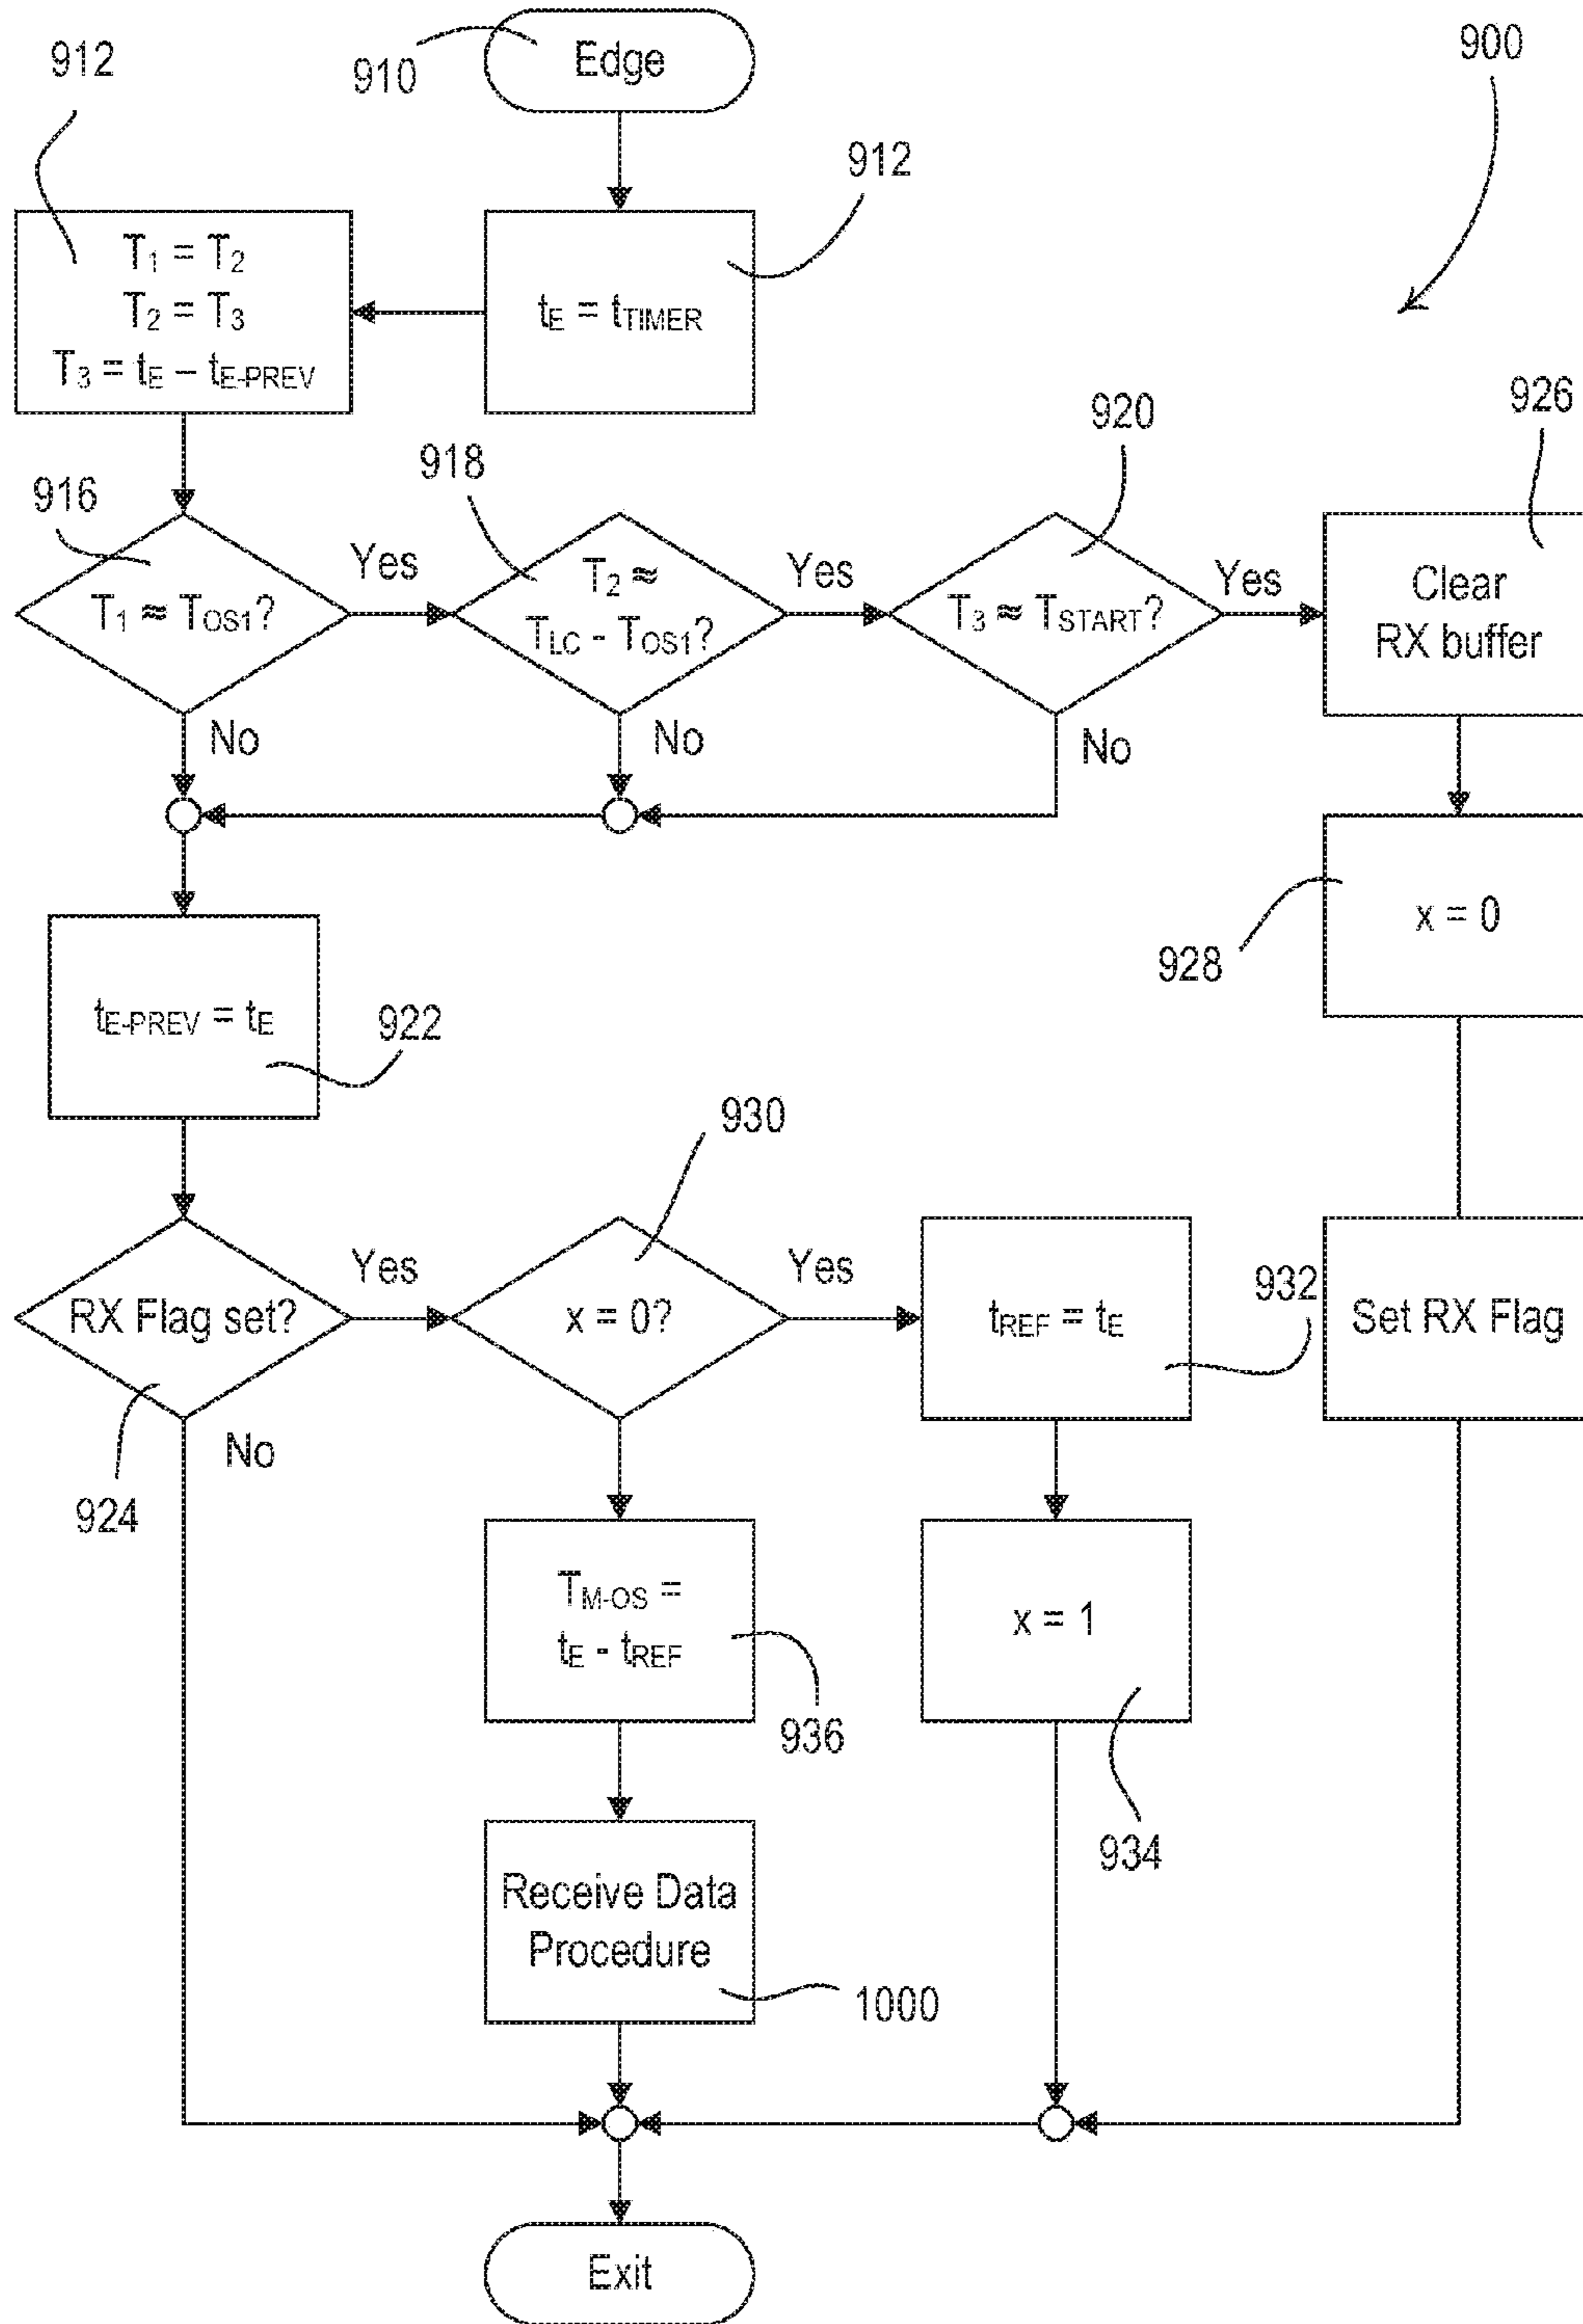 Edge
910
912
900
912
T₁ = T₂
T₂ = T₃
T₃ = tE – tE-PREV
tE = tTIMER
926
920
918
916
Yes
Yes
Yes
T₁ ≈ TOS1?
T₂ ≈
TLC - TOS1?
T₃ ≈ TSTART?
Clear
RX buffer
No
No
No
x = 0
928
tE-PREV = tE
922
930
Yes
Yes
932
RX Flag set?
x = 0?
tREF = tE
Set RX Flag
No
924
TM-OS =
tE - tREF
936
x = 1
934
Receive Data
Procedure
1000
Exit